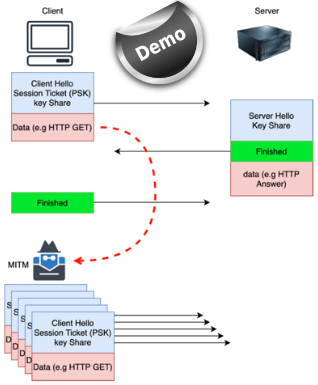 Client
Server
Demo
Client Hello
Session Ticket (PSK)
key Share
Data (e.g HTTP GET)
Server Hello
Key Share
Finished
data (e.g HTTP
Answer)
Finished
MITM
S
D
S
D
S
D
S
D
Client Hello
Session Ticket (PSK)
key Share
Data (e.g HTTP GET)